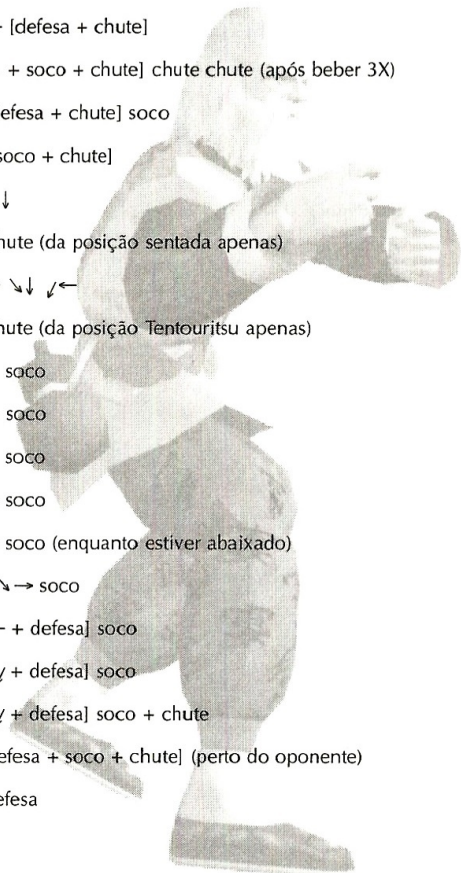 - [defesa + chute]
+ soco + chute] chute chute (após beber 3X)
efesa + chute] soco
soco + chute]
↓
hute (da posição sentada apenas)
↘↓ ↙←
hute (da posição Tentouritsu apenas)
soco
soco
soco
soco
soco (enquanto estiver abaixado)
↘→ soco
- + defesa] soco
+ defesa] soco
+ defesa] soco + chute
efesa + soco + chute] (perto do oponente)
efesa